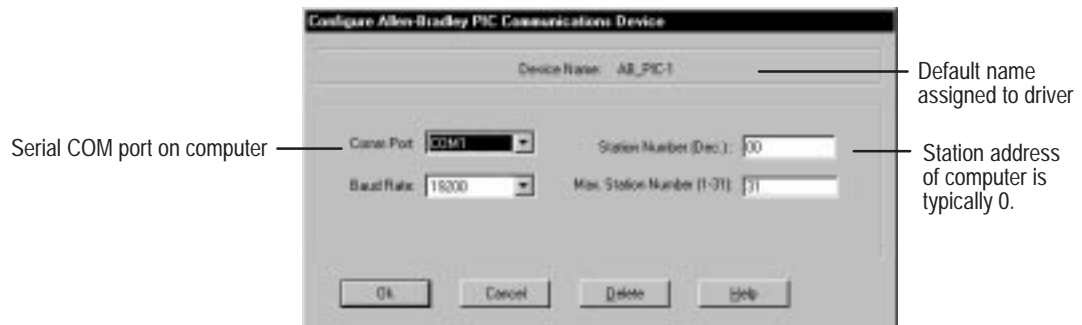 Configure Allen-Bradley PIC Communications Device
Device Name: AB_PIC-1
Default name
assigned to driver
Serial COM port on computer
Comm Port COM1
Station Number (Dec.): 00
Station address
of computer is
typically 0.
Baud Rate: 19200
Max. Station Number (1-31): 31
Ok
Cancel
Delete
Help